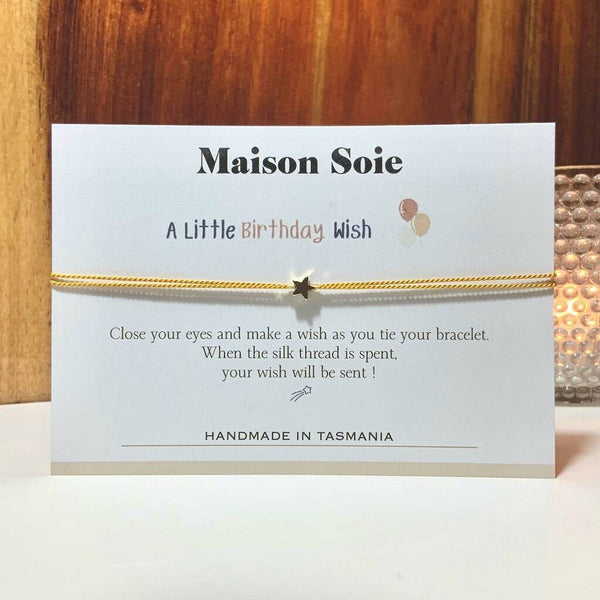 Maison Soie
A Little Birthday Wish
Close your eyes and make a wish as you tie your bracelet.
When the silk thread is spent,
your wish will be sent !
HANDMADE IN TASMANIA